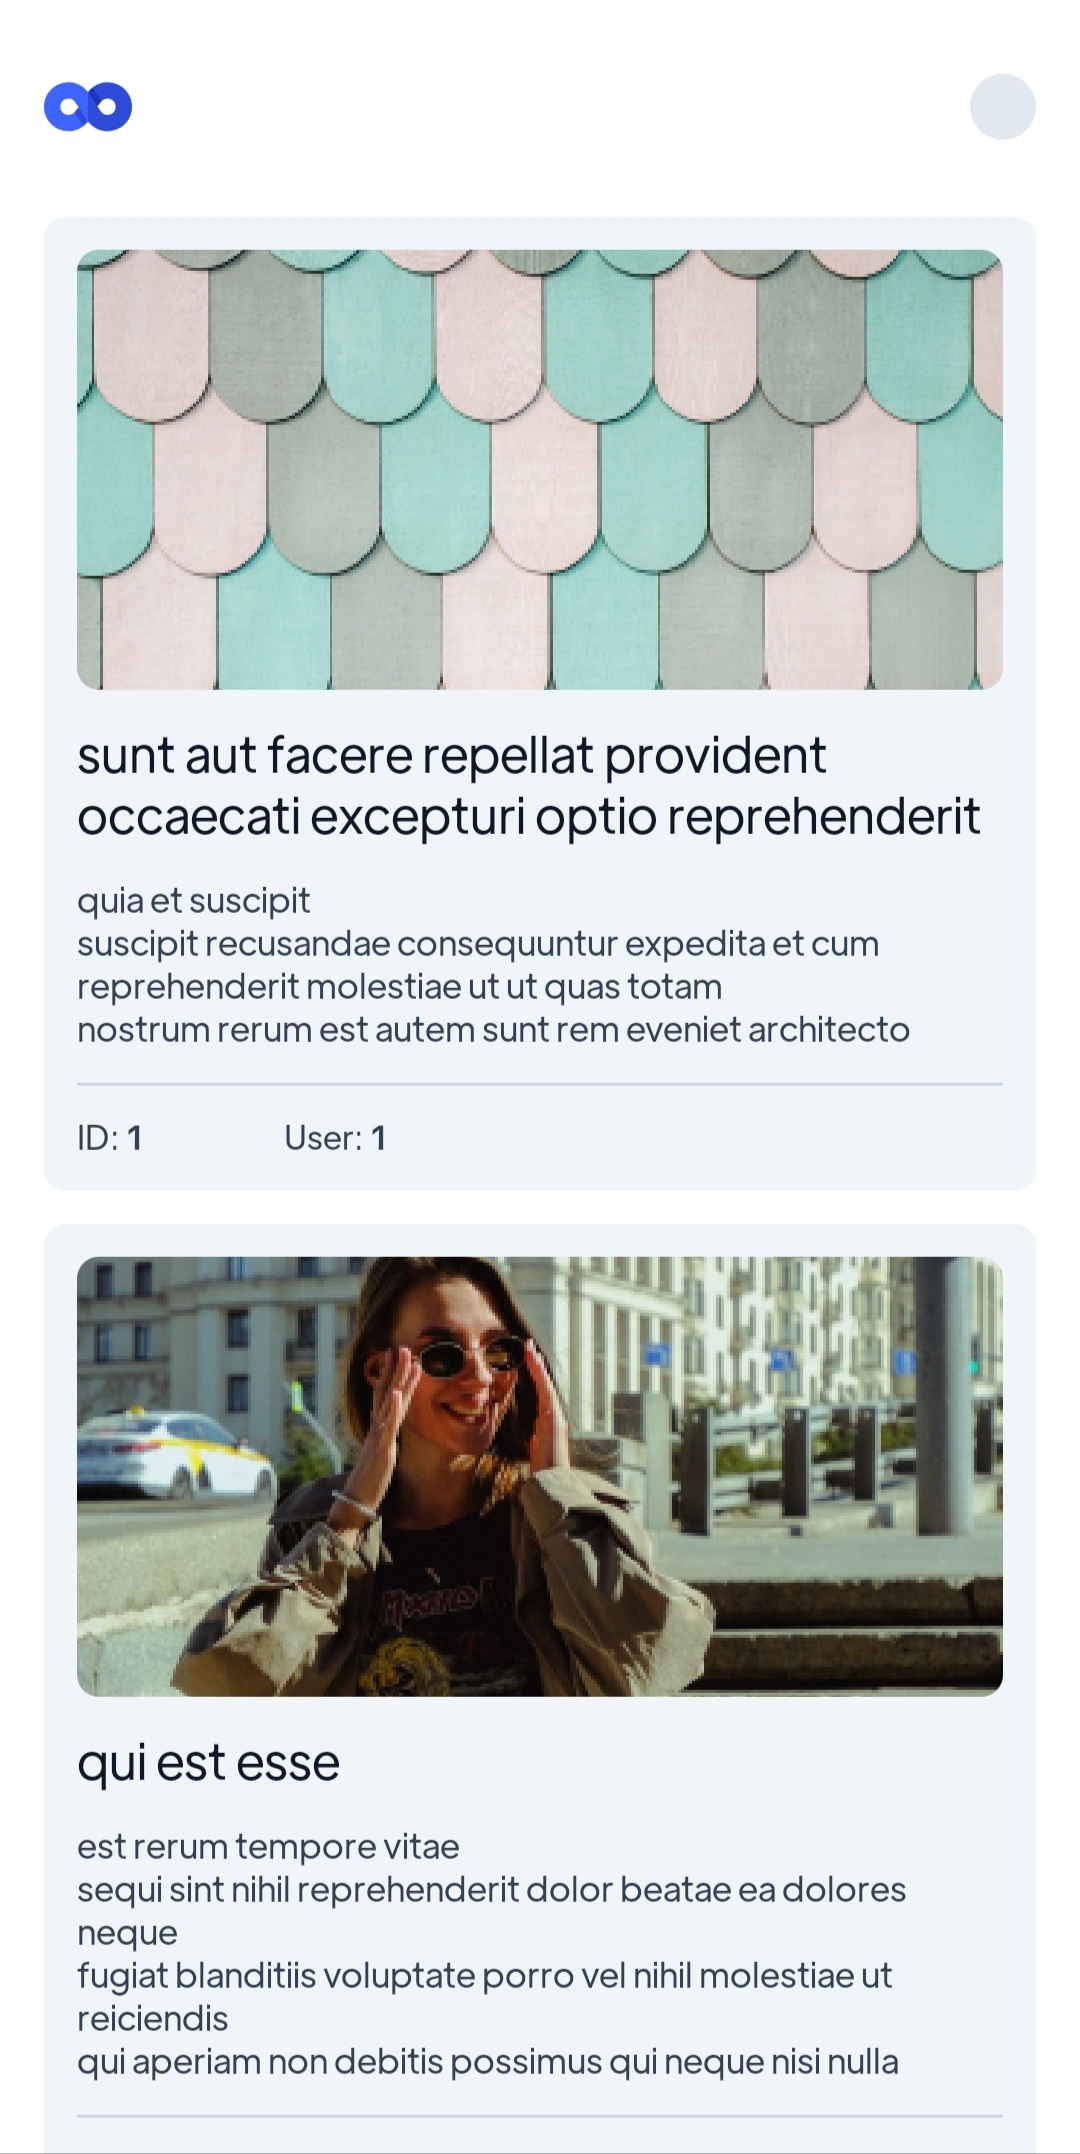 sunt aut facere repellat provident
occaecati excepturi optio reprehenderit
quia et suscipit
suscipit recusandae consequuntur expedita et cum
reprehenderit molestiae ut ut quas totam
nostrum rerum est autem sunt rem eveniet architecto
ID: 1 User: 1
qui est esse
est rerum tempore vitae
sequi sint nihil reprehenderit dolor beatae ea dolores
neque
fugiat blanditiis voluptate porro vel nihil molestiae ut
reiciendis
qui aperiam non debitis possimus qui neque nisi nulla